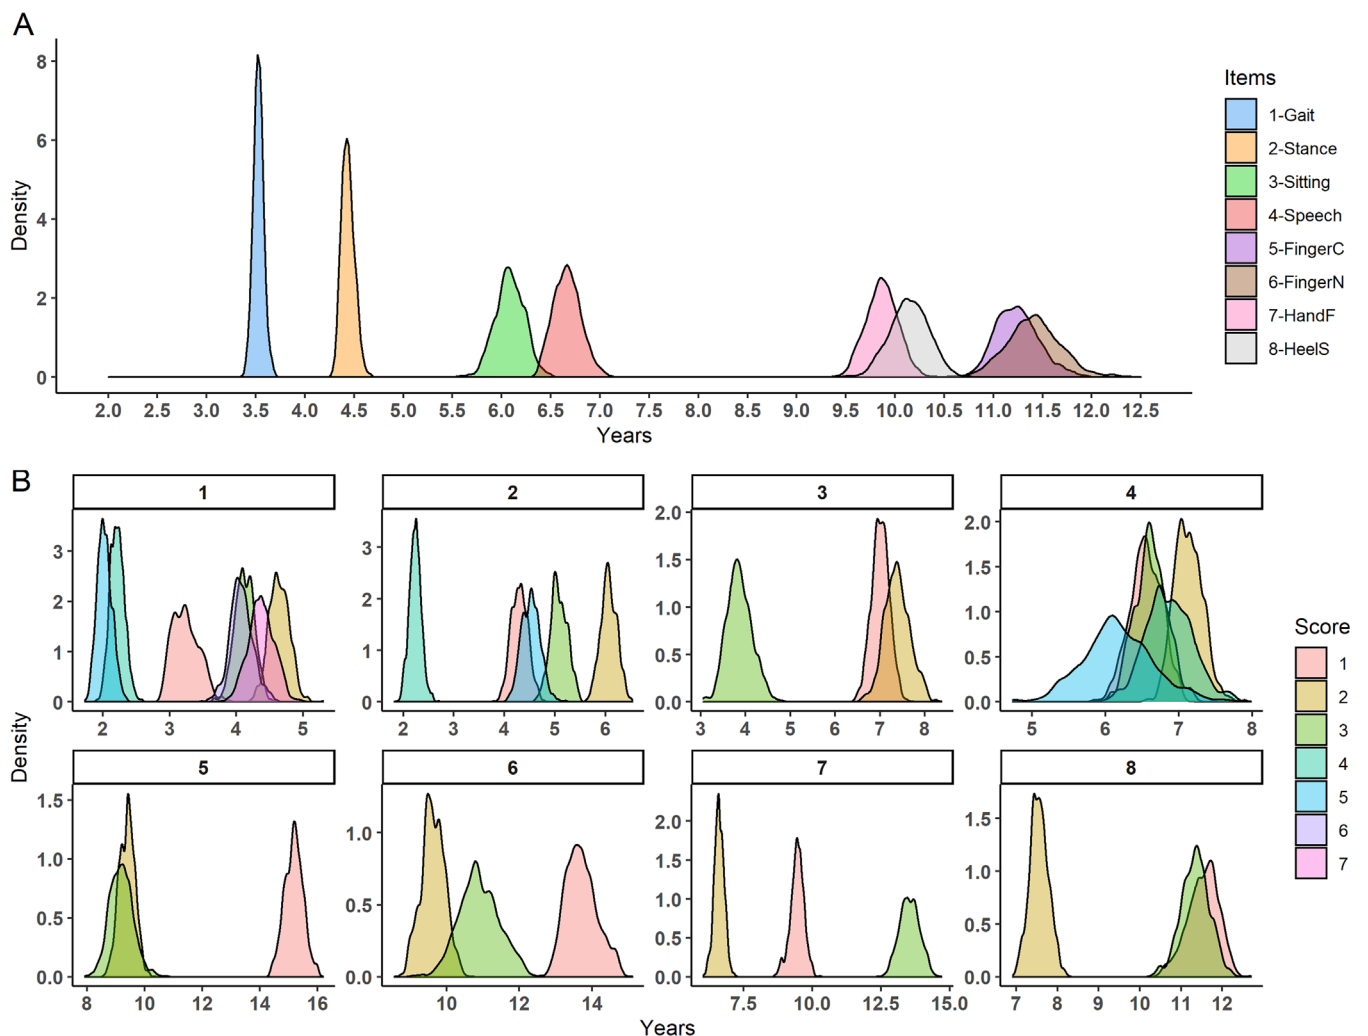 A
8
6
4
2
0
Density
2.0 2.5 3.0 3.5 4.0 4.5 5.0 5.5 6.0 6.5 7.0 7.5 8.0 8.5 9.0 9.5 10.0 10.5 11.0 11.5 12.0 12.5
Years
Items
1-Gait
2-Stance
3-Sitting
4-Speech
5-FingerC
6-FingerN
7-HandF
8-HeelS
B
Density
1
3
2
1
0
2 3 4 5
2
3
2
1
0
2 3 4 5 6
3
2.0
1.5
1.0
0.5
0.0
3 4 5 6 7 8
4
2.0
1.5
1.0
0.5
0.0
5 6 7 8
5
1.5
1.0
0.5
0.0
8 10 12 14 16
6
1.0
0.5
0.0
10 12 14
7
2.0
1.5
1.0
0.5
0.0
7.5 10.0 12.5 15.0
8
1.5
1.0
0.5
0.0
7 8 9 10 11 12
Years
Score
1
2
3
4
5
6
7